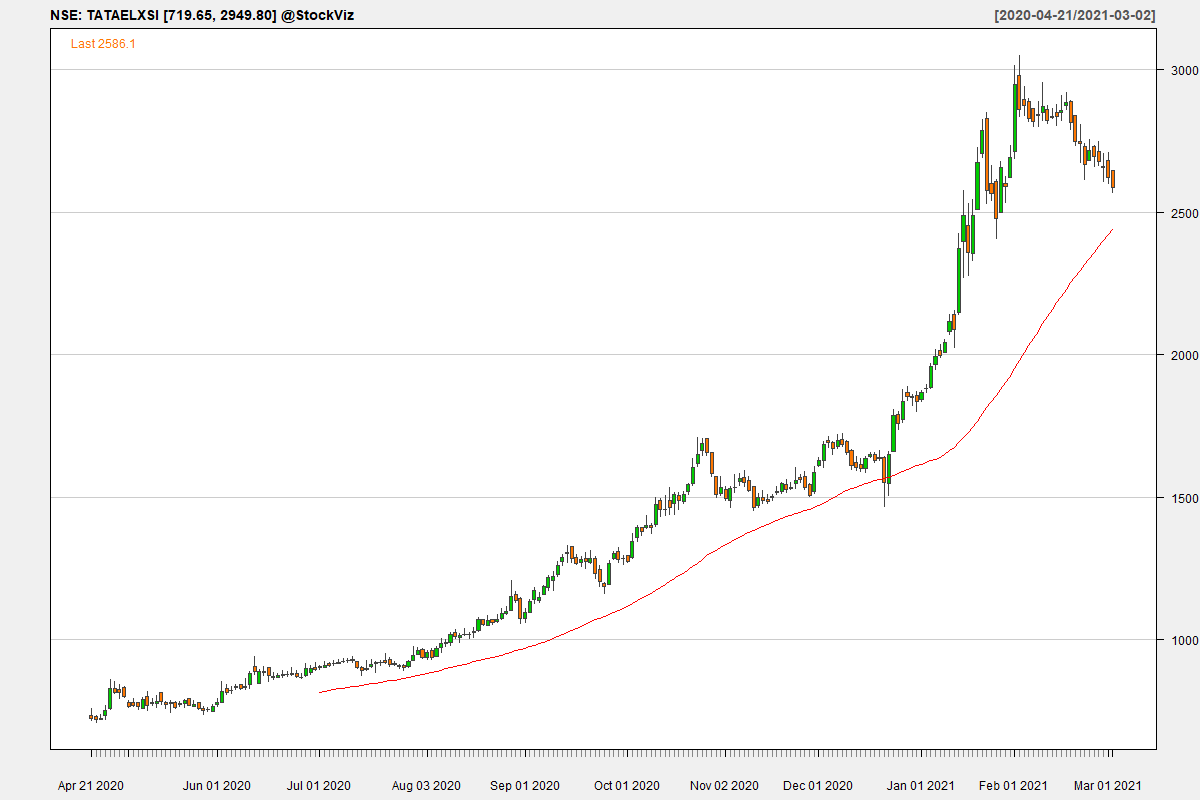 NSE: TATAELXSI [719.65, 2949.80] @StockViz
[2020-04-21/2021-03-02]
Last 2586.1
3000
2500
2000
1500
1000
Apr 21 2020 Jun 01 2020 Jul 01 2020 Aug 03 2020 Sep 01 2020 Oct 01 2020 Nov 02 2020 Dec 01 2020 Jan 01 2021 Feb 01 2021 Mar 01 2021